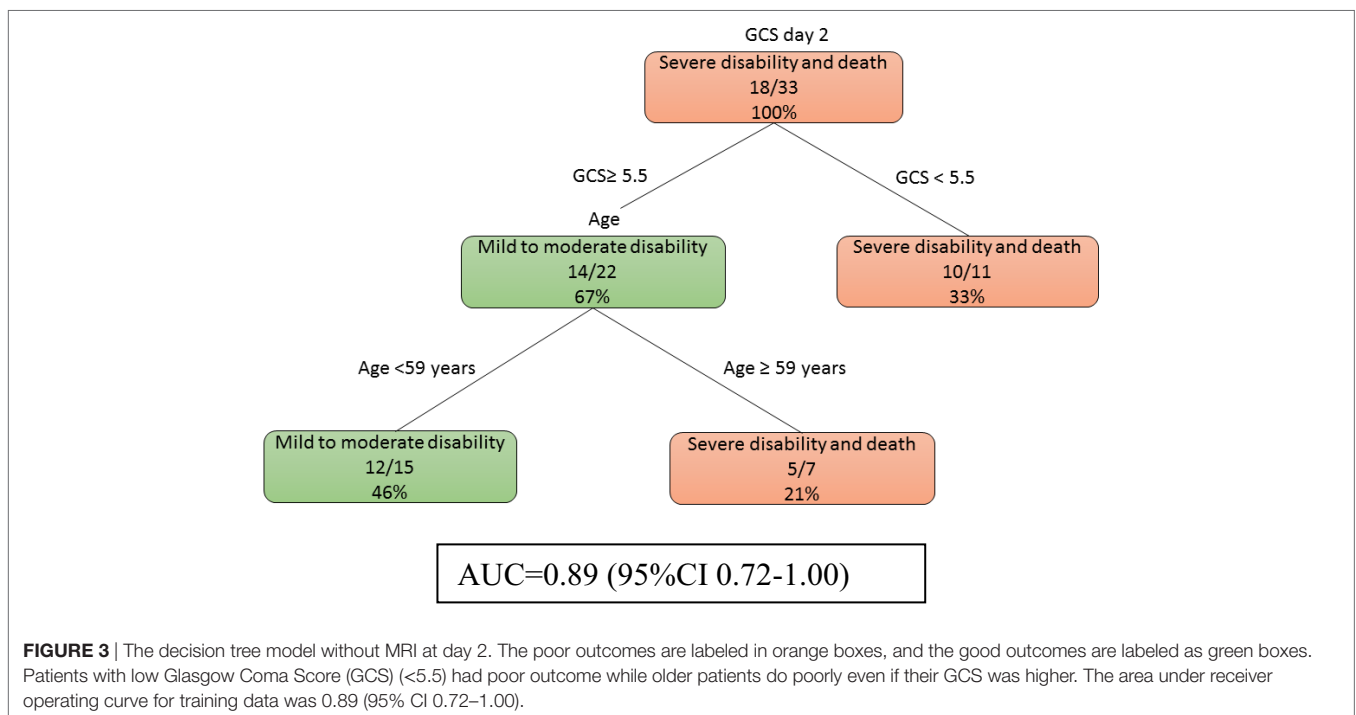 GCS day 2
Severe disability and death
18/33
100%
GCS≥ 5.5
GCS < 5.5
Age
Mild to moderate disability
14/22
67%
Severe disability and death
10/11
33%
Age <59 years
Age ≥ 59 years
Mild to moderate disability
12/15
46%
Severe disability and death
5/7
21%
AUC=0.89 (95%CI 0.72-1.00)
FIGURE 3 | The decision tree model without MRI at day 2. The poor outcomes are labeled in orange boxes, and the good outcomes are labeled as green boxes.
Patients with low Glasgow Coma Score (GCS) (<5.5) had poor outcome while older patients do poorly even if their GCS was higher. The area under receiver
operating curve for training data was 0.89 (95% CI 0.72–1.00).